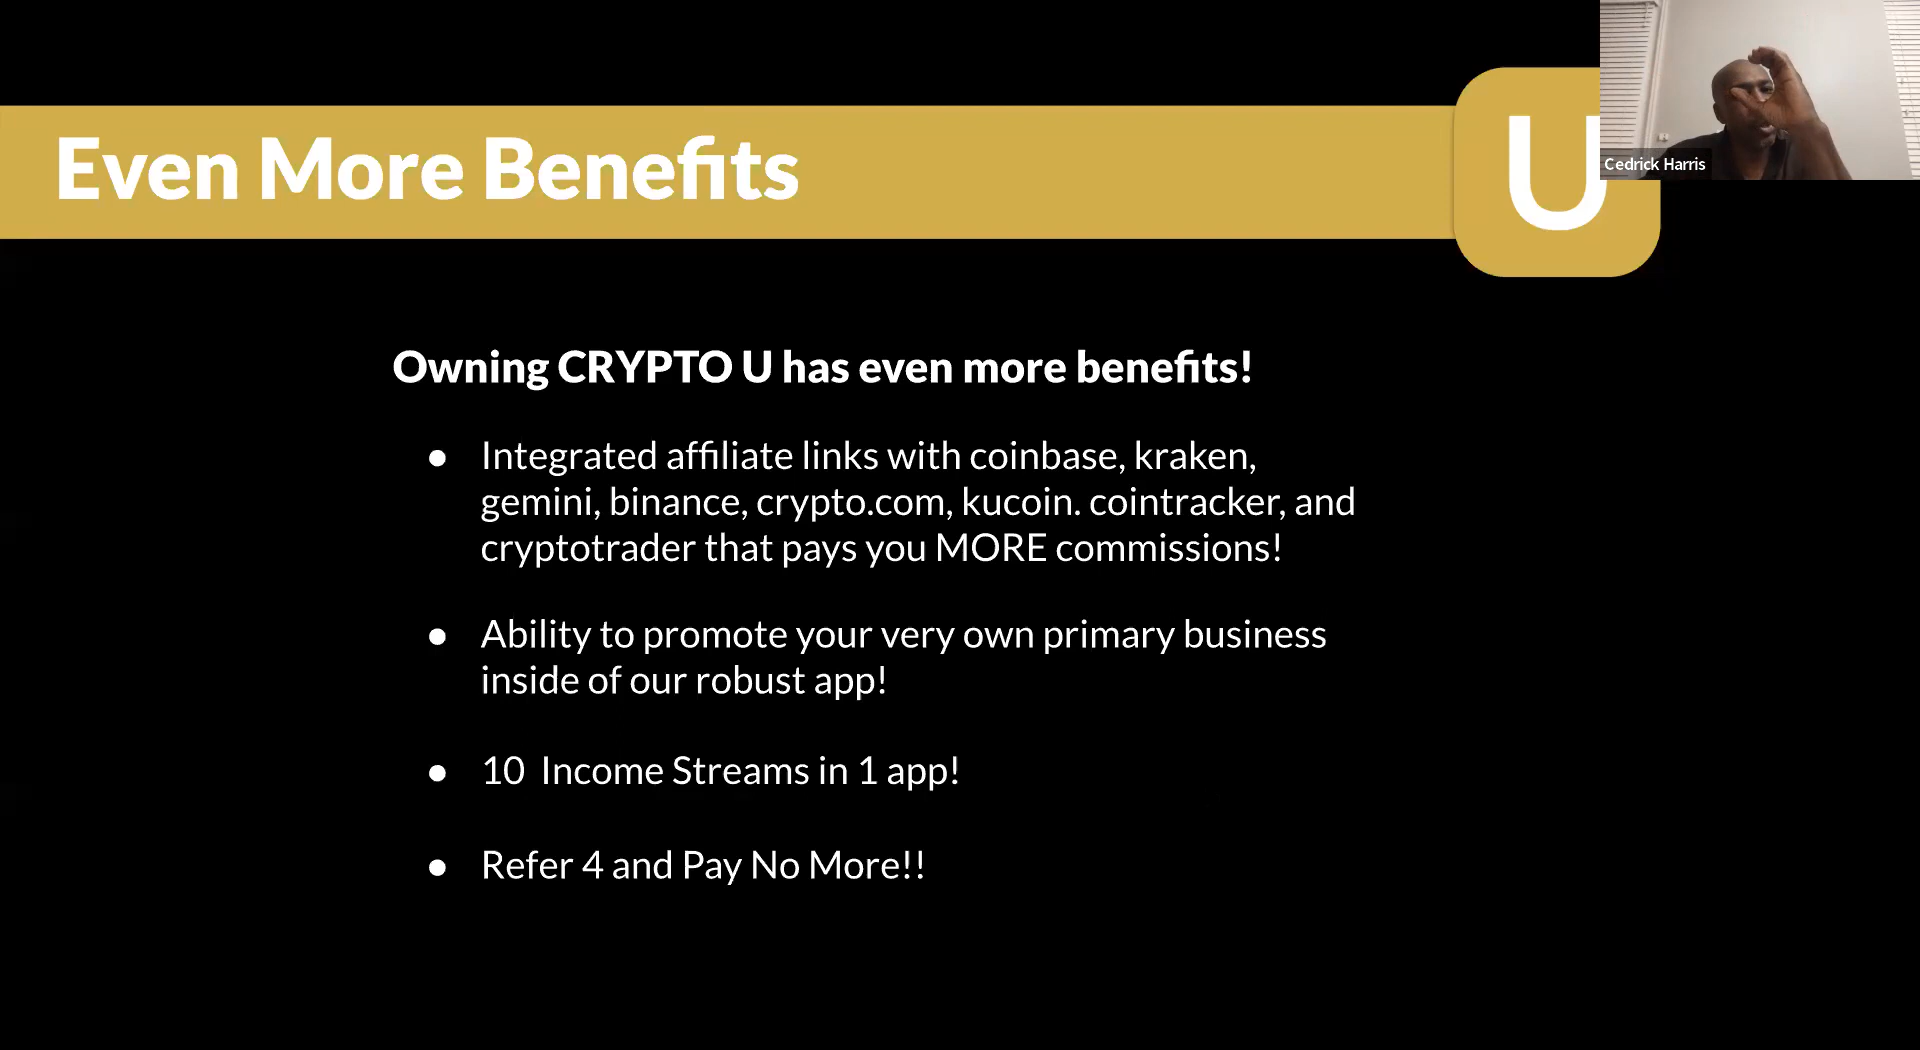 Even More Benefits
U
Cedrick Harris
Owning CRYPTO U has even more benefits!
● Integrated affiliate links with coinbase, kraken,
gemini, binance, crypto.com, kucoin. cointracker, and
cryptotrader that pays you MORE commissions!
● Ability to promote your very own primary business
inside of our robust app!
● 10  Income Streams in 1 app!
● Refer 4 and Pay No More!!